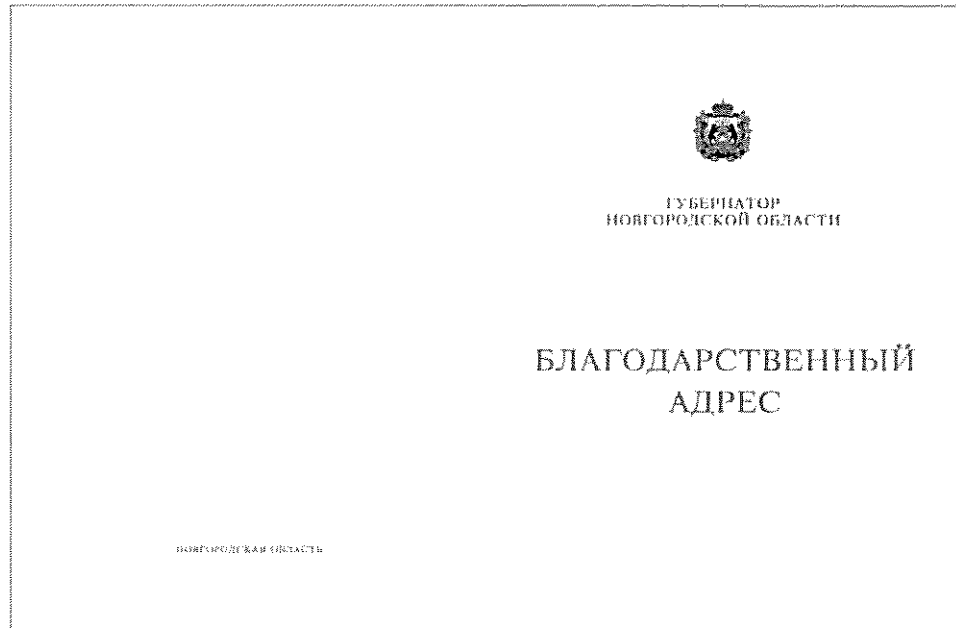 ГУБЕРНАТОР
НОВГОРОДСКОЙ ОБЛАСТИ
БЛАГОДАРСТВЕННЫЙ
АДРЕС
НОВГОРОДСКАЯ ОБЛАСТЬ